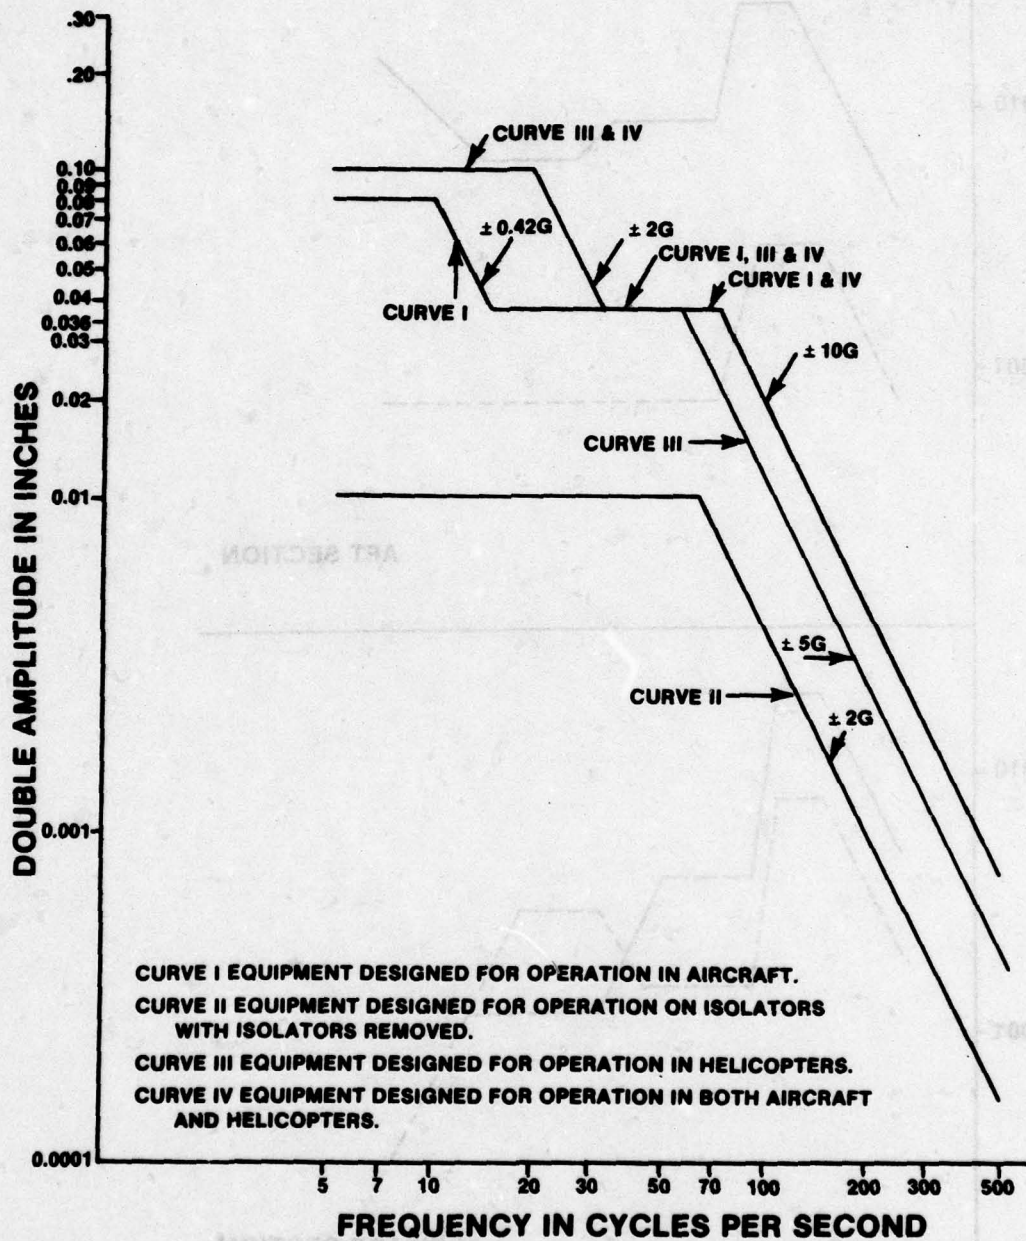 .30
.20
0.10
0.09
0.08
0.07
0.06
0.05
0.04
0.036
0.03
0.02
0.01
0.001
0.0001
DOUBLE AMPLITUDE IN INCHES
CURVE III & IV
± 0.42G
± 2G
CURVE I, III & IV
CURVE I & IV
CURVE I
± 10G
CURVE III
± 5G
CURVE II
± 2G
CURVE I EQUIPMENT DESIGNED FOR OPERATION IN AIRCRAFT.
CURVE II EQUIPMENT DESIGNED FOR OPERATION ON ISOLATORS
WITH ISOLATORS REMOVED.
CURVE III EQUIPMENT DESIGNED FOR OPERATION IN HELICOPTERS.
CURVE IV EQUIPMENT DESIGNED FOR OPERATION IN BOTH AIRCRAFT
AND HELICOPTERS.
5 7 10 20 30 50 70 100 200 300 500
FREQUENCY IN CYCLES PER SECOND
AFT SECTION